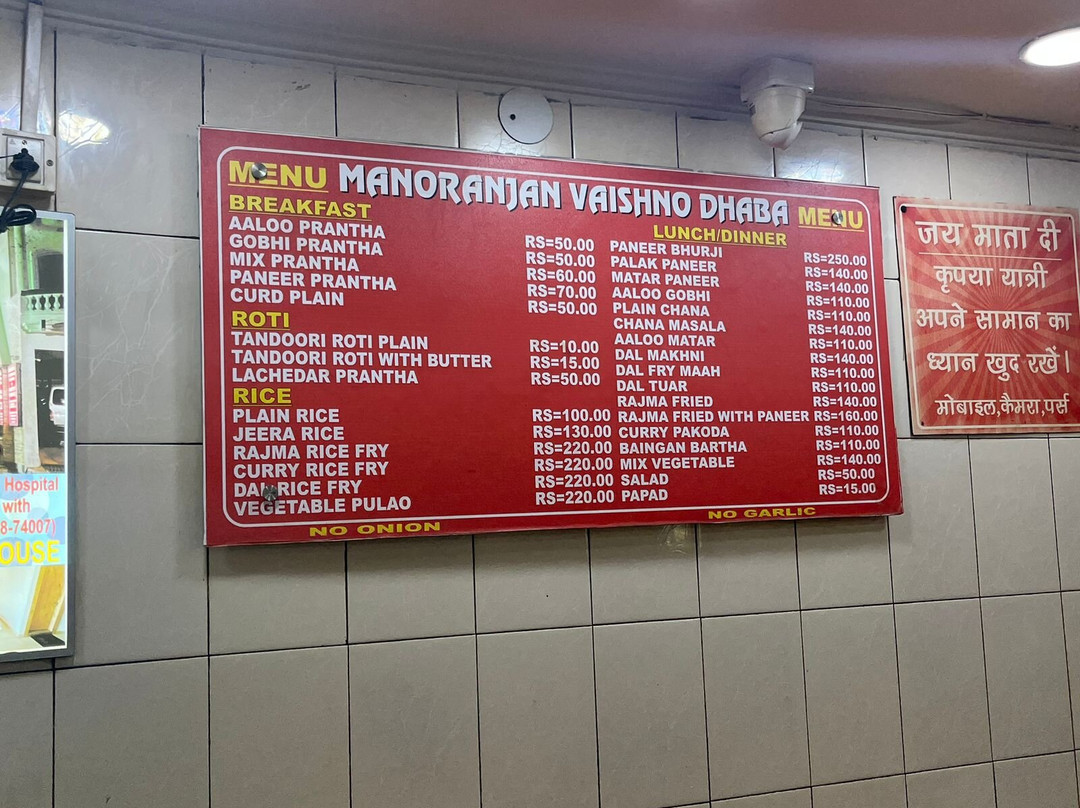 MENU MANORANJAN VAISHNO DHABA MENU
BREAKFAST
AALOO PRANTHA RS=50.00
GOBHI PRANTHA RS=50.00
MIX PRANTHA RS=60.00
PANEER PRANTHA RS=70.00
CURD PLAIN RS=50.00
ROTI
TANDOORI ROTI PLAIN RS=10.00
TANDOORI ROTI WITH BUTTER RS=15.00
LACHEDAR PRANTHA RS=50.00
RICE
PLAIN RICE RS=100.00
JEERA RICE RS=130.00
RAJMA RICE FRY RS=220.00
CURRY RICE FRY RS=220.00
DAL RICE FRY RS=220.00
VEGETABLE PULAO RS=220.00
NO ONION
LUNCH/DINNER
PANEER BHURJI RS=250.00
PALAK PANEER RS=140.00
MATAR PANEER RS=140.00
AALOO GOBHI RS=110.00
PLAIN CHANA RS=110.00
CHANA MASALA RS=140.00
AALOO MATAR RS=110.00
DAL MAKHNI RS=140.00
DAL FRY MAAH RS=110.00
DAL TUAR RS=110.00
RAJMA FRIED RS=140.00
RAJMA FRIED WITH PANEER RS=160.00
CURRY PAKODA RS=110.00
BAINGAN BARTHA RS=110.00
MIX VEGETABLE RS=140.00
SALAD RS=50.00
PAPAD RS=15.00
NO GARLIC
जय माता दी
कृपया यात्री
अपने सामान का
ध्यान खुद रखें।
मोबाइल,कैमरा,पर्स
Hospital
with
8-74007)
OUSE